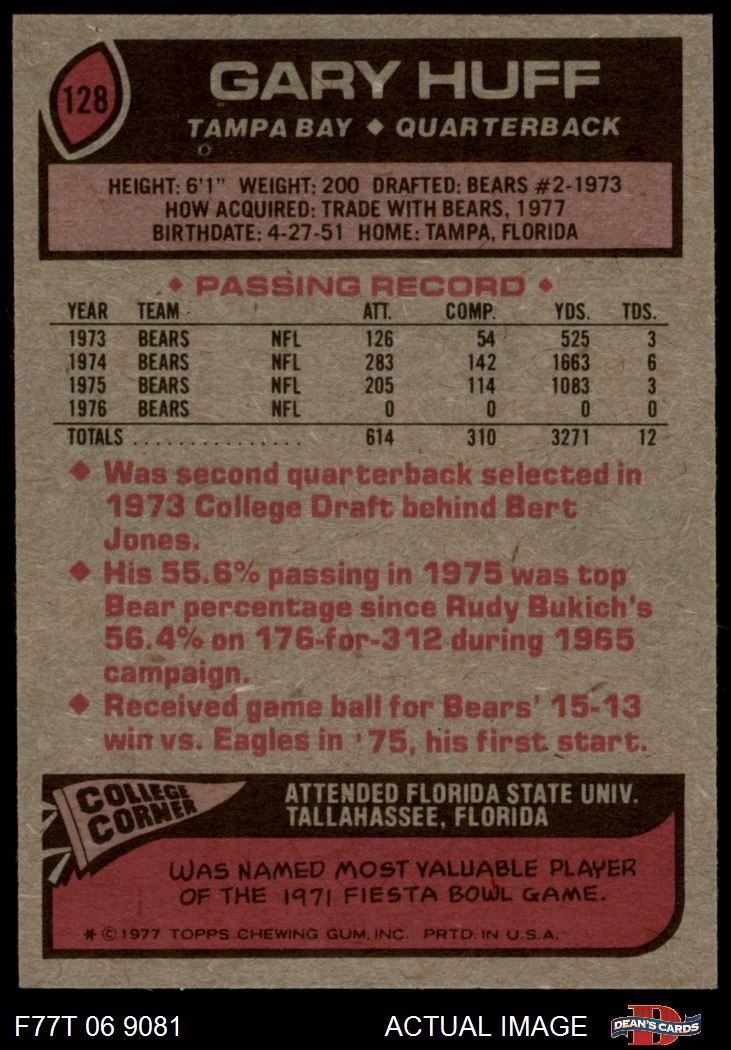 128
GARY HUFF
TAMPA BAY ♦ QUARTERBACK
HEIGHT: 6'1" WEIGHT: 200 DRAFTED: BEARS #2-1973
HOW ACQUIRED: TRADE WITH BEARS, 1977
BIRTHDATE: 4-27-51 HOME: TAMPA, FLORIDA
♦ PASSING RECORD ♦
YEAR TEAM ATT. COMP. YDS. TDS.
1973 BEARS NFL 126 54 525 3
1974 BEARS NFL 283 142 1663 6
1975 BEARS NFL 205 114 1083 3
1976 BEARS NFL 0 0 0 0
TOTALS ................ 614 310 3271 12
♦ Was second quarterback selected in
1973 College Draft behind Bert
Jones.
♦ His 55.6% passing in 1975 was top
Bear percentage since Rudy Bukich's
56.4% on 176-for-312 during 1965
campaign.
♦ Received game ball for Bears' 15-13
win vs. Eagles in '75, his first start.
COLLEGE
CORNER
ATTENDED FLORIDA STATE UNIV.
TALLAHASSEE, FLORIDA
WAS NAMED MOST VALUABLE PLAYER
OF THE 1971 FIESTA BOWL GAME.
* © 1977 TOPPS CHEWING GUM, INC. PRTD. IN U.S.A.
F77T 06 9081 ACTUAL IMAGE DEAN'S CARDS